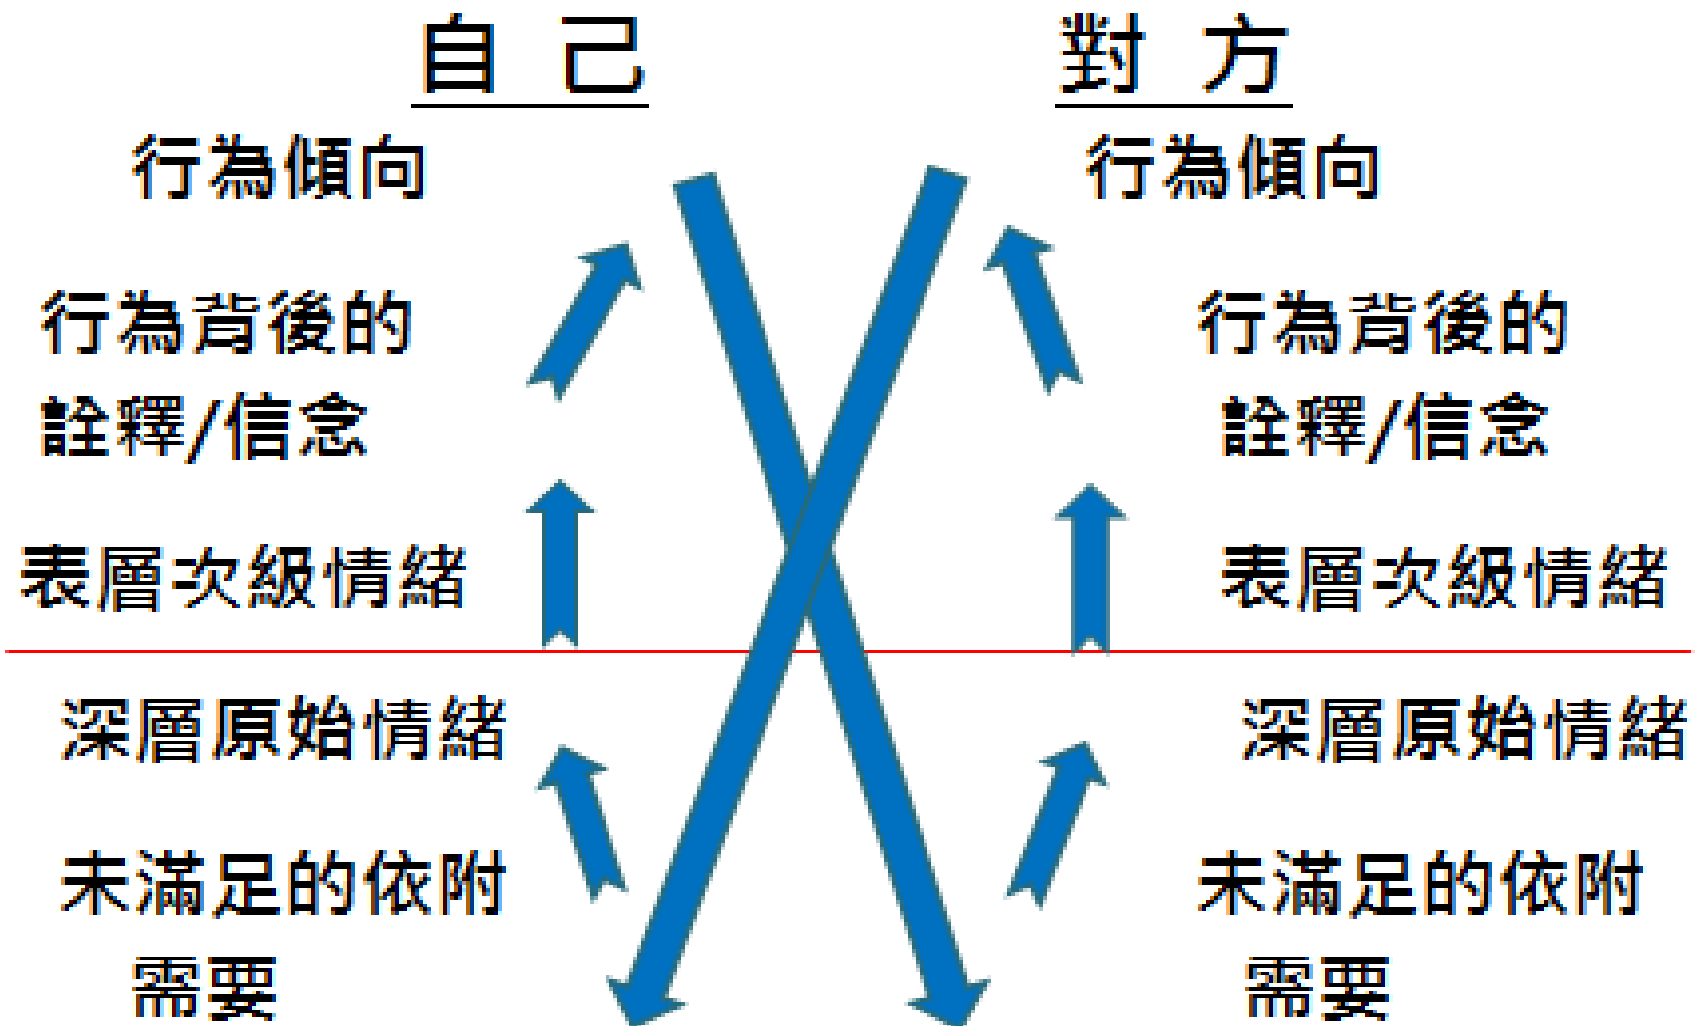 自己 對方
行為傾向 行為傾向
行為背後的 行為背後的
詮釋/信念 詮釋/信念
表層次級情緒 表層次級情緒
深層原始情緒 深層原始情緒
未滿足的依附 未滿足的依附
需要 需要